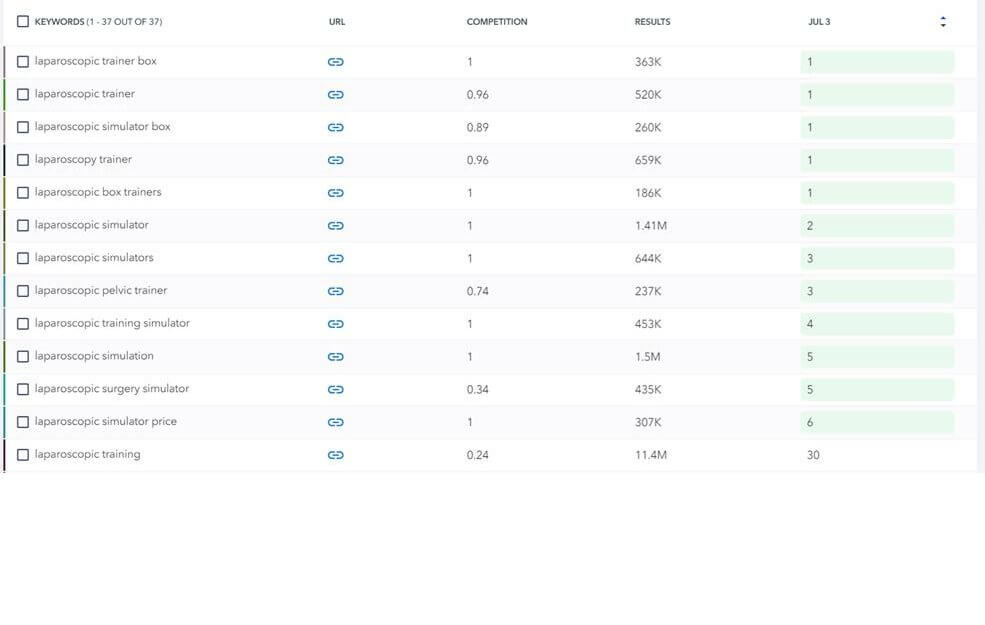 KEYWORDS (1 - 37 OUT OF 37) URL COMPETITION RESULTS JUL 3
laparoscopic trainer box 1 363K 1
laparoscopic trainer 0.96 520K 1
laparoscopic simulator box 0.89 260K 1
laparoscopy trainer 0.96 659K 1
laparoscopic box trainers 1 186K 1
laparoscopic simulator 1 1.41M 2
laparoscopic simulators 1 644K 3
laparoscopic pelvic trainer 0.74 237K 3
laparoscopic training simulator 1 453K 4
laparoscopic simulation 1 1.5M 5
laparoscopic surgery simulator 0.34 435K 5
laparoscopic simulator price 1 307K 6
laparoscopic training 0.24 11.4M 30